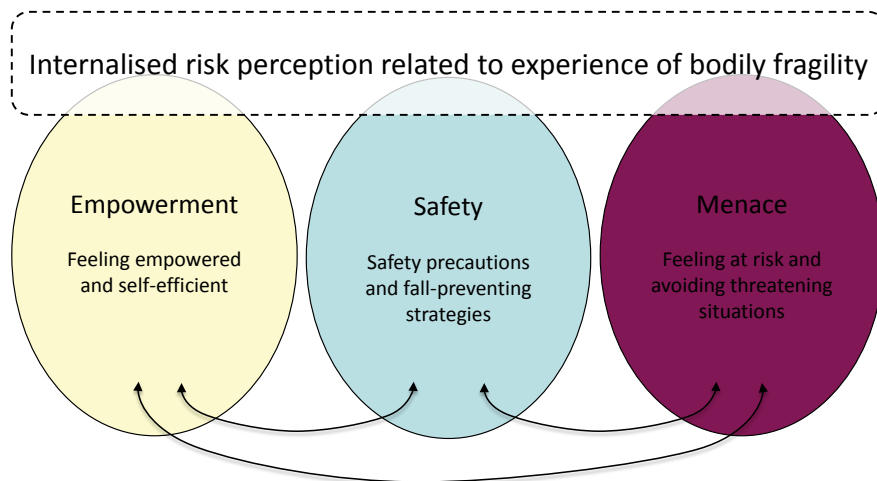 Internalised risk perception related to experience of bodily fragility
Empowerment
Feeling empowered
and self-efficient
Safety
Safety precautions
and fall-preventing
strategies
Menace
Feeling at risk and
avoiding threatening
situations